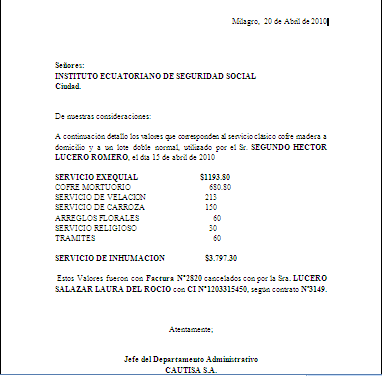 Milagro, 20 de Abril de 2010
Señores:
INSTITUTO ECUATORIANO DE SEGURIDAD SOCIAL
Ciudad.
De nuestras consideraciones:
A continuación detallo los valores que corresponden al servicio clásico cofre madera a
domicilio y a un lote doble normal, utilizado por el Sr. SEGUNDO HECTOR
LUCERO ROMERO, el día 15 de abril de 2010
SERVICIO EXEQUIAL $1193.80
COFRE MORTUORIO 680.80
SERVICIO DE VELACION 213
SERVICIO DE CARROZA 150
ARREGLOS FLORALES 60
SERVICIO RELIGIOSO 30
TRAMITES 60
SERVICIO DE INHUMACION $3.797.30
Estos Valores fueron con Factura Nº2820 cancelados con por la Sra. LUCERO
SALAZAR LAURA DEL ROCIO con CI Nº1203315450, según contrato Nº3149.
Atentamente;
Jefe del Departamento Administrativo
CAUTISA S.A.